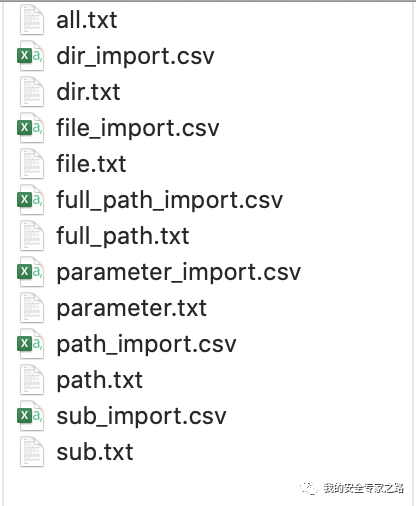 all.txt
dir_import.csv
dir.txt
file_import.csv
file.txt
full_path_import.csv
full_path.txt
parameter_import.csv
parameter.txt
path_import.csv
path.txt
sub_import.csv
sub.txt
我的安全专家之路